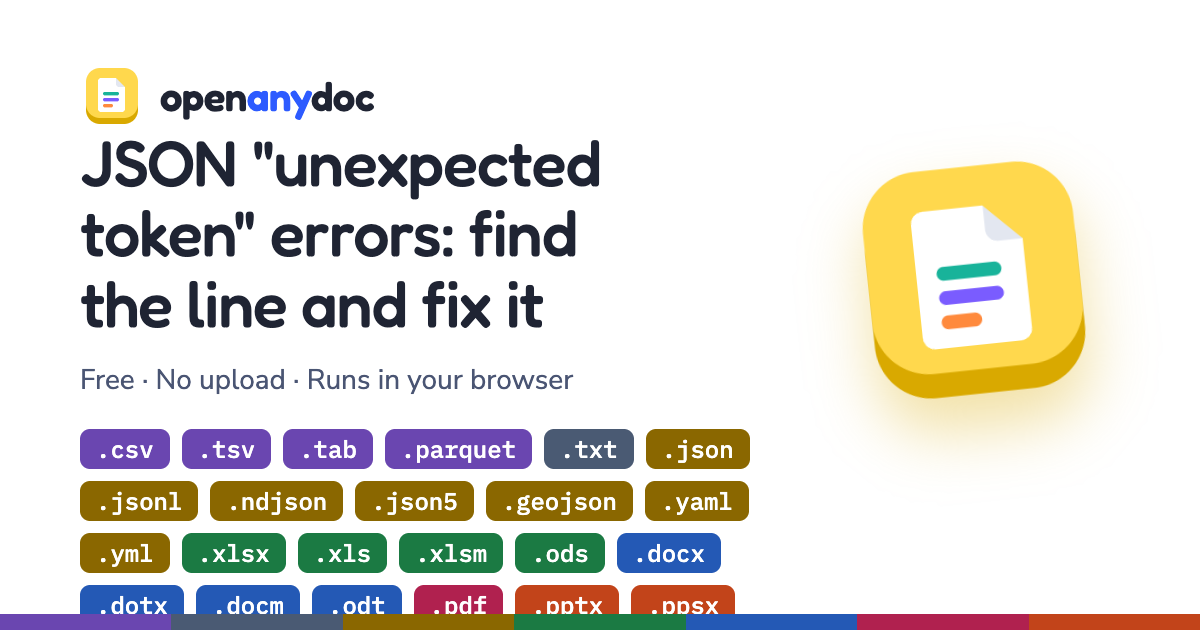 openanydoc
JSON "unexpected
token" errors: find
the line and fix it
Free · No upload · Runs in your browser
.csv .tsv .tab .parquet .txt .json
.jsonl .ndjson .json5 .geojson .yaml
.yml .xlsx .xls .xlsm .ods .docx
.dotx .docm .odt .pdf .pptx .ppsx